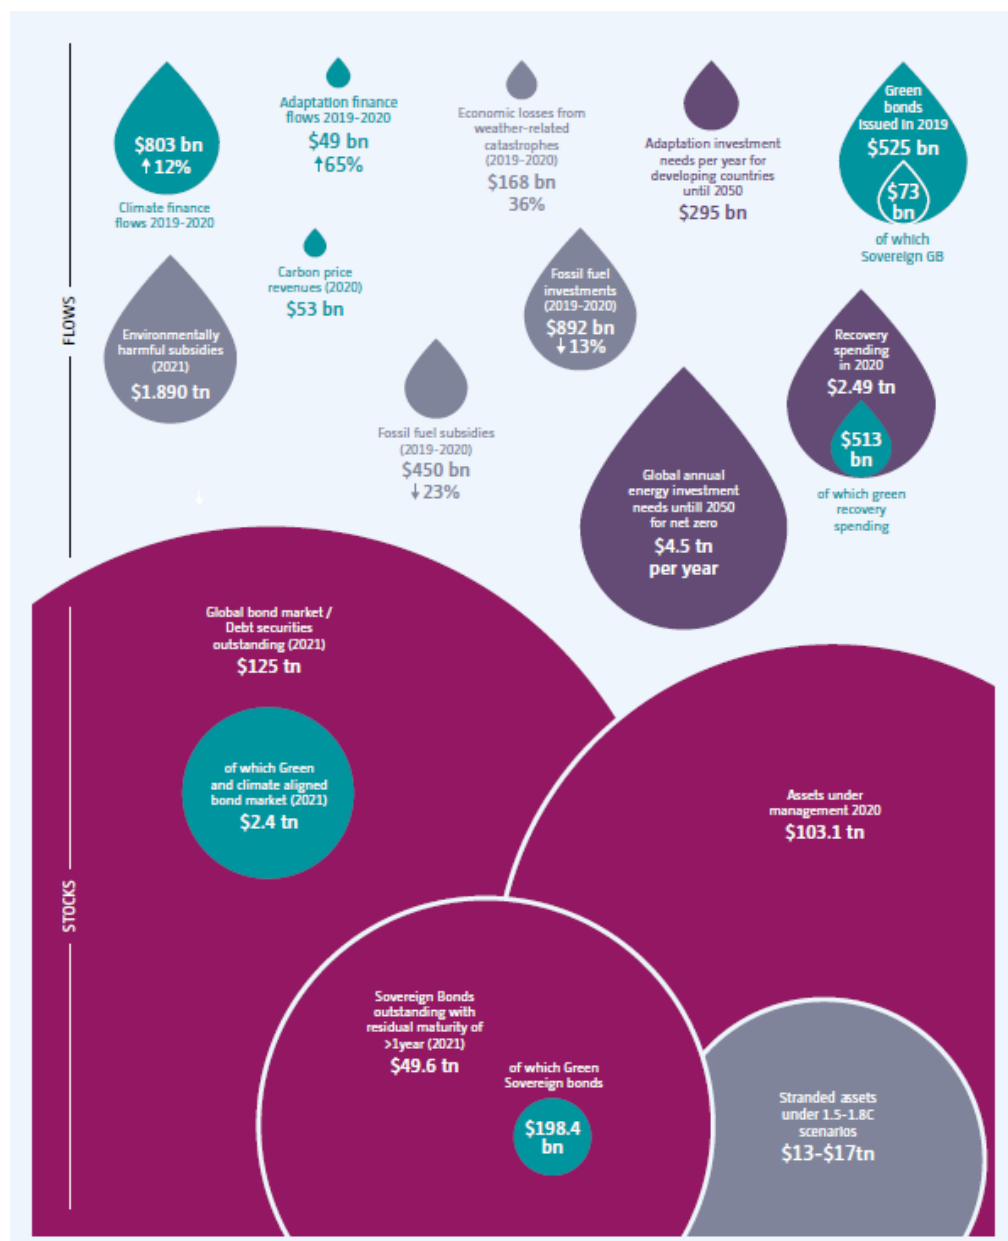 FLOWS
$803 bn
↑12%
Climate finance
flows 2019-2020
Adaptation finance
flows 2019-2020
$49 bn
↑65%
Economic losses from
weather-related
catastrophes
(2019-2020)
$168 bn
36%
Adaptation investment
needs per year for
developing countries
until 2050
$295 bn
Green
bonds
issued in 2019
$525 bn
$73
bn
of which
Sovereign GB
Environmentally
harmful subsidies
(2021)
$1.890 tn
Carbon price
revenues (2020)
$53 bn
Fossil fuel
investments
(2019-2020)
$892 bn
↓13%
Recovery
spending
in 2020
$2.49 tn
$513
bn
of which green
recovery
spending
Fossil fuel subsidies
(2019-2020)
$450 bn
↓23%
Global annual
energy investment
needs untill 2050
for net zero
$4.5 tn
per year
↓
STOCKS
Global bond market /
Debt securities
outstanding (2021)
$125 tn
of which Green
and climate aligned
bond market (2021)
$2.4 tn
Assets under
management 2020
$103.1 tn
Sovereign Bonds
outstanding with
residual maturity of
>1year (2021)
$49.6 tn
of which Green
Sovereign bonds
$198.4
bn
Stranded assets
under 1.5-1.8C
scenarios
$13-$17tn